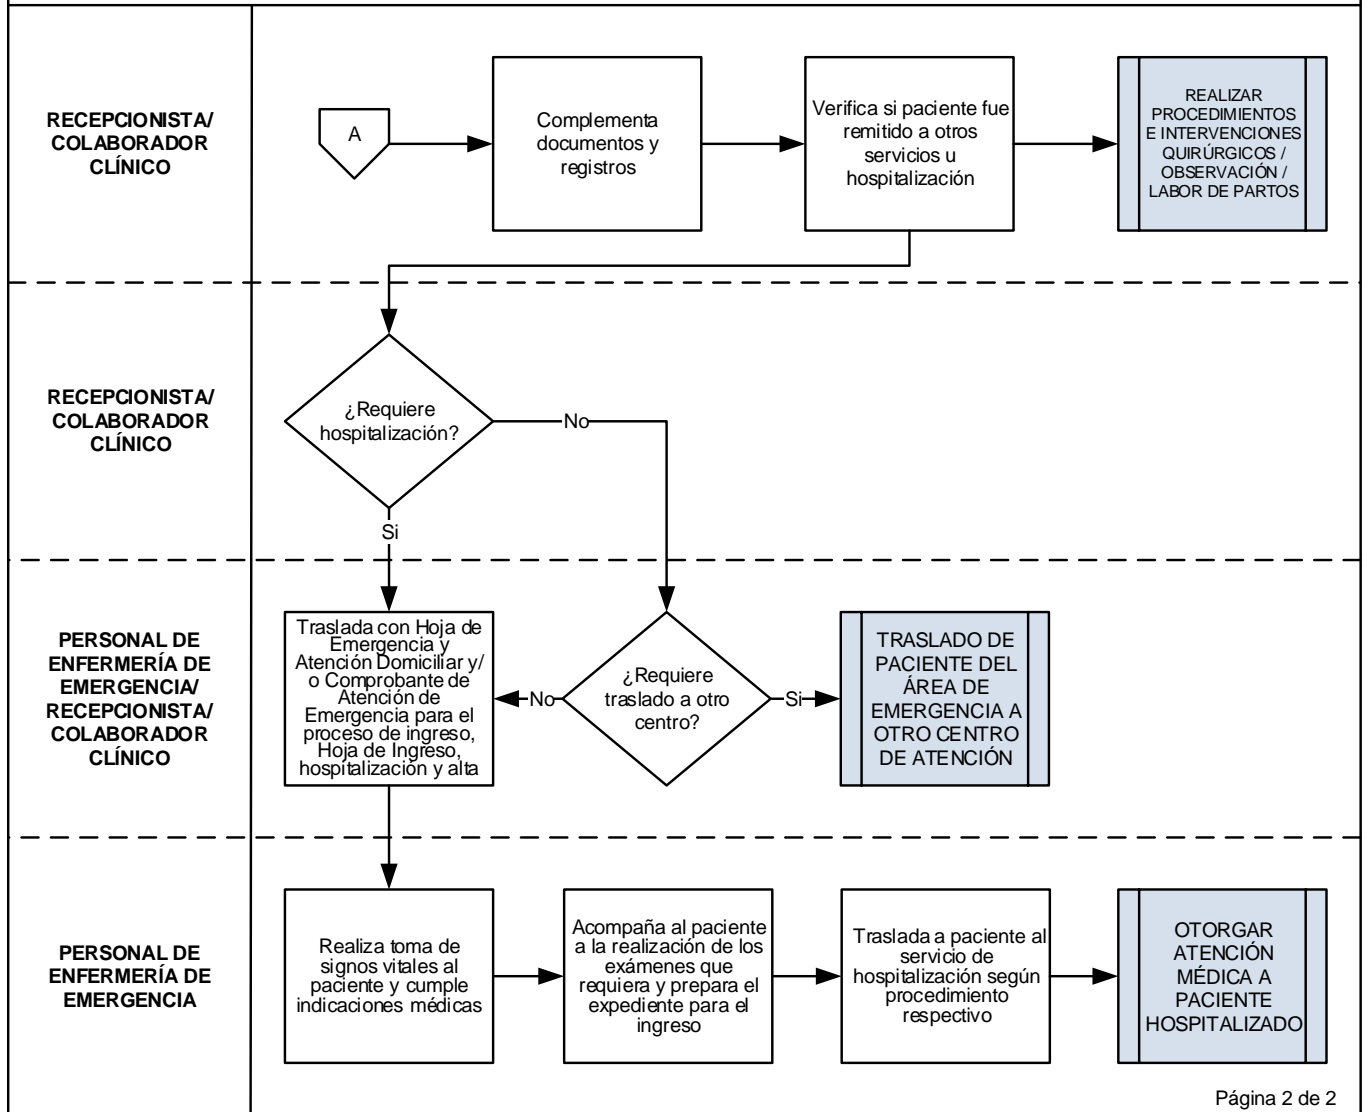 RECEPCIONISTA/
COLABORADOR
CLÍNICO
A
Complementa
documentos y
registros
Verifica si paciente fue
remitido a otros
servicios u
hospitalización
REALIZAR
PROCEDIMIENTOS
E INTERVENCIONES
QUIRÚRGICOS /
OBSERVACIÓN /
LABOR DE PARTOS
RECEPCIONISTA/
COLABORADOR
CLÍNICO
¿Requiere
hospitalización?
No
Si
PERSONAL DE
ENFERMERÍA DE
EMERGENCIA/
RECEPCIONISTA/
COLABORADOR
CLÍNICO
Traslada con Hoja de
Emergencia y
Atención Domiciliar y/
o Comprobante de
Atención de
Emergencia para el
proceso de ingreso,
Hoja de Ingreso,
hospitalización y alta
No
¿Requiere
traslado a otro
centro?
Si
TRASLADO DE
PACIENTE DEL
ÁREA DE
EMERGENCIA A
OTRO CENTRO
DE ATENCIÓN
PERSONAL DE
ENFERMERÍA DE
EMERGENCIA
Realiza toma de
signos vitales al
paciente y cumple
indicaciones médicas
Acompaña al paciente
a la realización de los
exámenes que
requiera y prepara el
expediente para el
ingreso
Traslada a paciente al
servicio de
hospitalización según
procedimiento
respectivo
OTORGAR
ATENCIÓN
MÉDICA A
PACIENTE
HOSPITALIZADO
Página 2 de 2